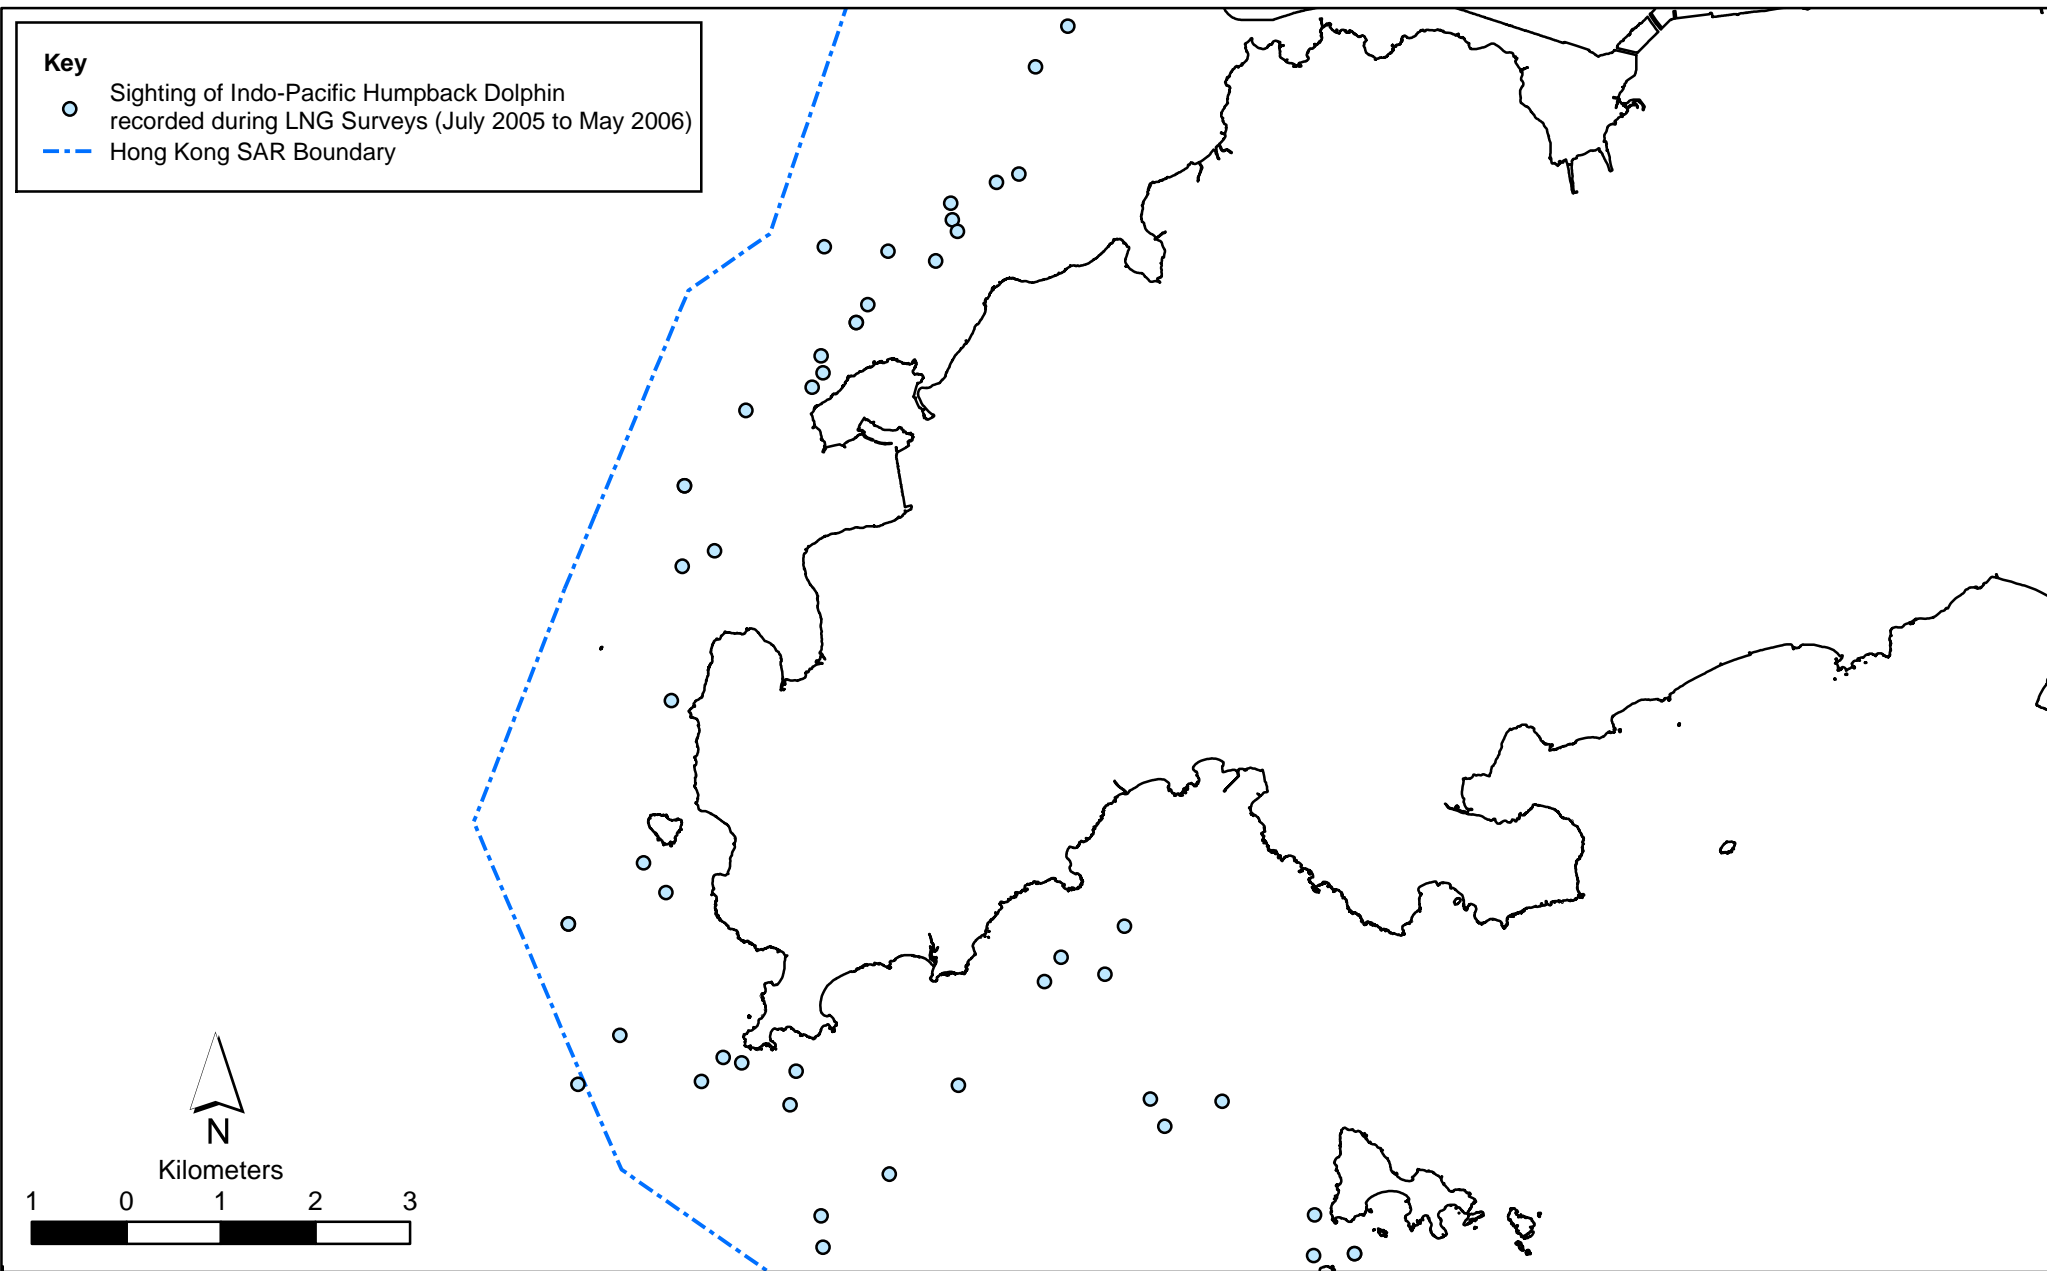 Key
Sighting of Indo-Pacific Humpback Dolphin
recorded during LNG Surveys (July 2005 to May 2006)
Hong Kong SAR Boundary
N
Kilometers
1 0 1 2 3